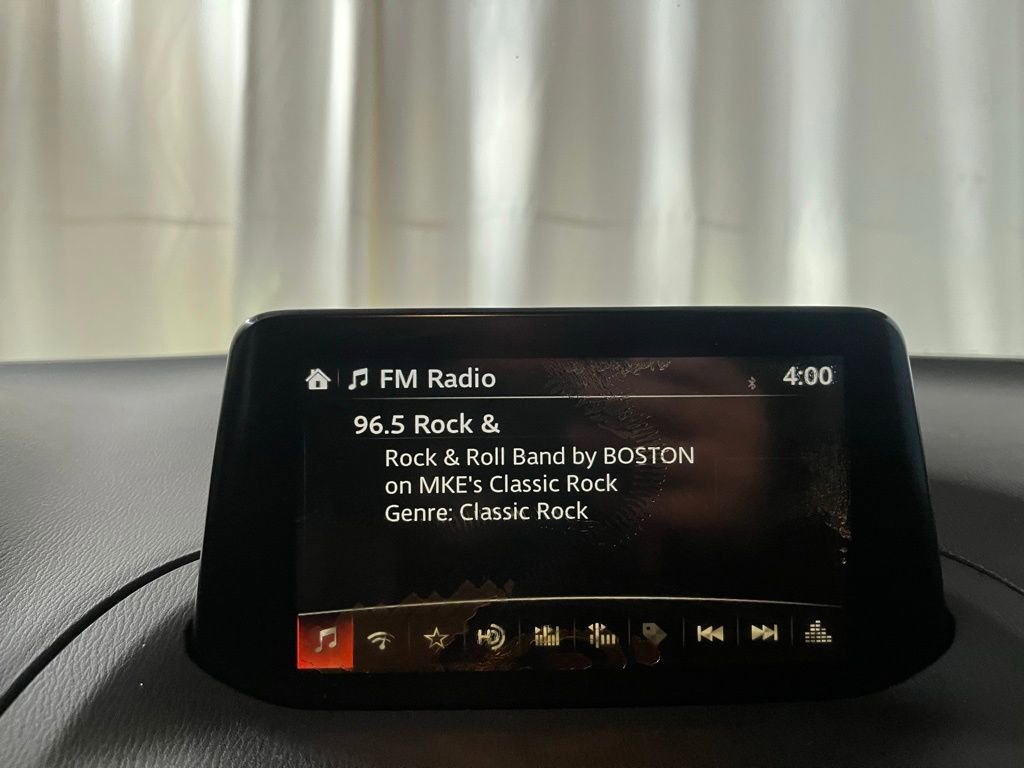 FM Radio 4:00
96.5 Rock &
Rock & Roll Band by BOSTON
on MKE's Classic Rock
Genre: Classic Rock
HD